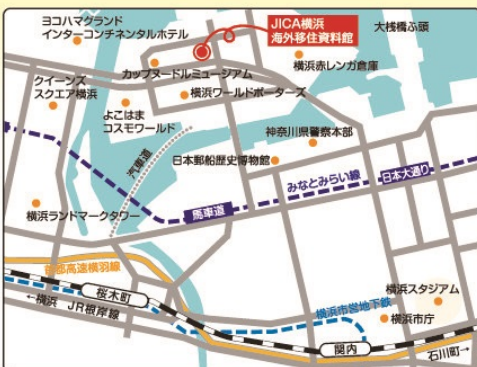 ヨコハマグランド
インターコンチネンタルホテル
JICA横浜
海外移住資料館
大桟橋ふ頭
カップヌードルミュージアム
横浜赤レンガ倉庫
クイーンズ
スクエア横浜
横浜ワールドポーターズ
よこはま
コスモワールド
汽車道
神奈川県警察本部
日本郵船歴史博物館
みなとみらい線
日本大通り
馬車道
横浜ランドマークタワー
首都高速横羽線
桜木町
←横浜 JR根岸線
横浜市営地下鉄
横浜スタジアム
横浜市庁
関内
石川町→